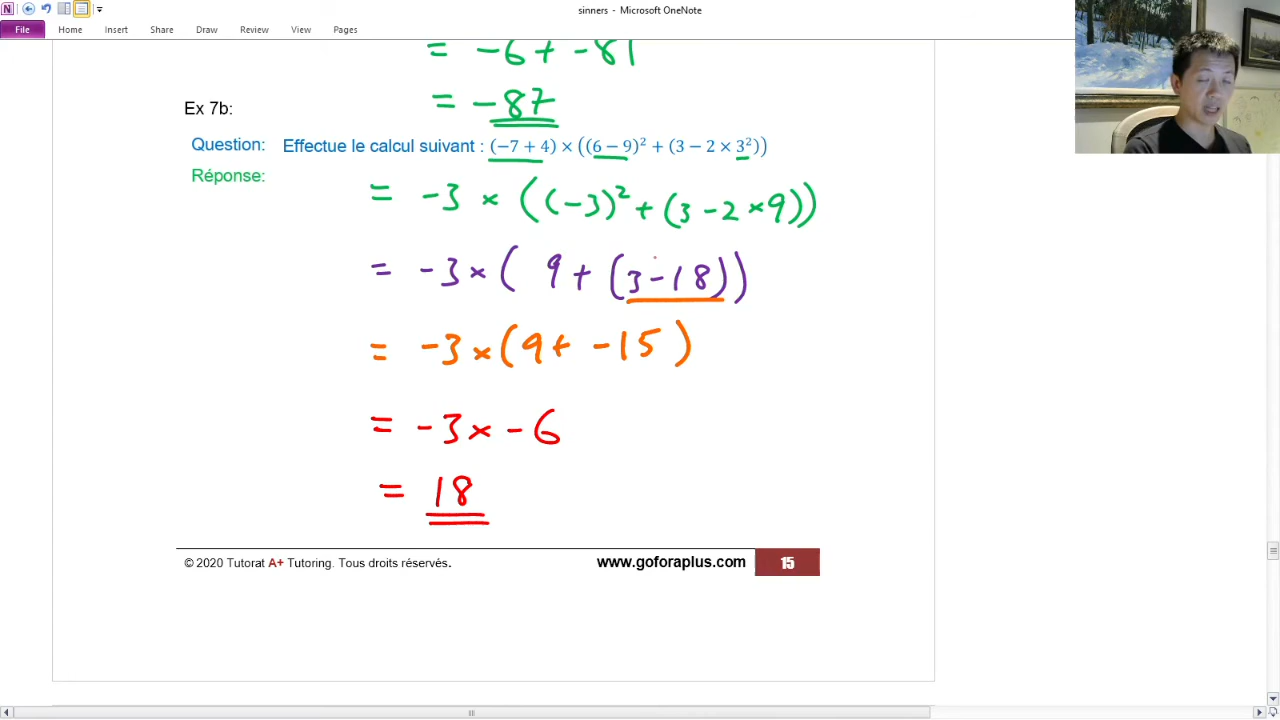 sinners — Microsoft OneNote
File Home Insert Share Draw Review View Pages
= -6 + -81
= -87
Ex 7b:
Question: Effectue le calcul suivant : (−7 + 4) × ((6 − 9)² + (3 − 2 × 3²))
Réponse:
= -3 × ((-3)² + (3 - 2 × 9))
= -3 × ( 9 + (3 - 18))
= -3 × (9 + -15 )
= -3 × -6
= 18
© 2020 Tutorat A+ Tutoring. Tous droits réservés. www.goforaplus.com 15